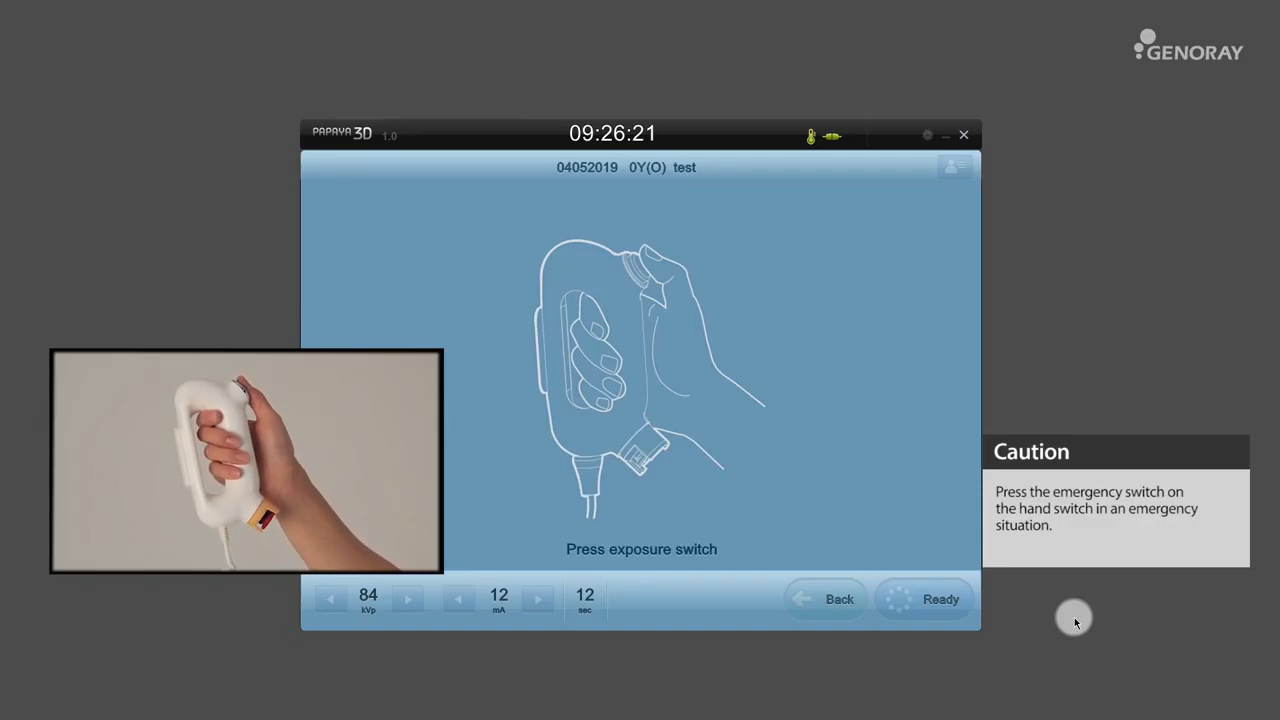 GENORAY
PAPAYA 3D 1.0
09:26:21
04052019 0Y(O) test
Press exposure switch
Caution
Press the emergency switch on
the hand switch in an emergency
situation.
84
kVp
12
mA
12
sec
Back
Ready